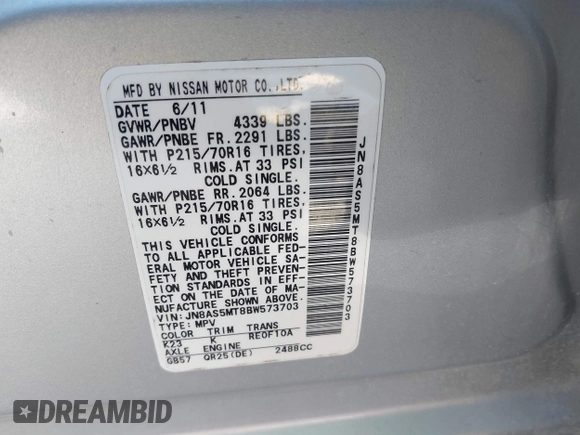 MFD BY NISSAN MOTOR CO.,LTD.
DATE 6/11
GVWR/PNBV 4339 LBS.
GAWR/PNBE FR. 2291 LBS.
WITH P215/70R16 TIRES,
16X6½ RIMS. AT 33 PSI
COLD SINGLE.
GAWR/PNBE RR. 2064 LBS.
WITH P215/70R16 TIRES,
16X6½ RIMS. AT 33 PSI
COLD SINGLE.
THIS VEHICLE CONFORMS
TO ALL APPLICABLE FED-
ERAL MOTOR VEHICLE SA-
FETY AND THEFT PREVEN-
TION STANDARDS IN EFF-
ECT ON THE DATE OF MA-
NUFACTURE SHOWN ABOVE.
VIN: JN8AS5MT8BW573703
TYPE: MPV
COLOR TRIM TRANS
K23 K RE0F10A
AXLE ENGINE
GB57 QR25(DE) 2488CC
JN8AS5MT8BW573703
DREAMBID